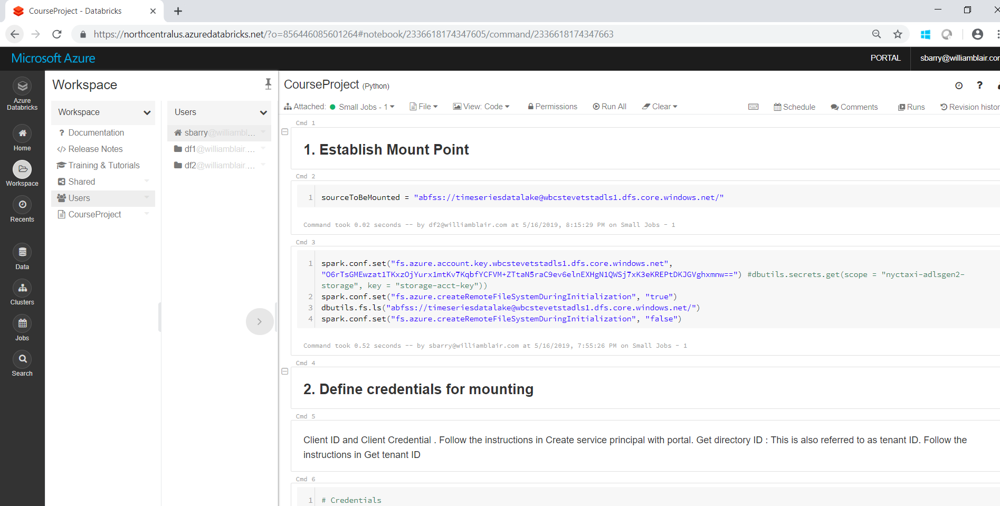 CourseProject - Databricks
https://northcentralus.azuredatabricks.net/?o=856446085601264#notebook/2336618174347605/command/2336618174347663
Microsoft Azure
PORTAL
sbarry@williamblair.cor
Azure
Databricks
Home
Workspace
Recents
Data
Clusters
Jobs
Search
Workspace
Workspace
Documentation
Release Notes
Training & Tutorials
Shared
Users
CourseProject
Users
sbarry@williambl...
df1@williamblair....
df2@williamblair....
CourseProject (Python)
Attached: Small Jobs - 1 File View: Code Permissions Run All Clear Schedule Comments Runs Revision histor
Cmd 1
1. Establish Mount Point
Cmd 2
1 sourceToBeMounted = "abfss://timeseriesdatalake@wbcstevetstadls1.dfs.core.windows.net/"
Command took 0.02 seconds -- by df2@williamblair.com at 5/16/2019, 8:15:29 PM on Small Jobs - 1
Cmd 3
1 spark.conf.set("fs.azure.account.key.wbcstevetstadls1.dfs.core.windows.net",
"O6rTsGMEwzat1TKxzOjYurx1mtKv7KqbfYCFVM+ZTtaN5raC9ev6elnEXHgN1QWSj7xK3eKREPtDKJGVghxmnw==") #dbutils.secrets.get(scope = "nyctaxi-adlsgen2-
storage", key = "storage-acct-key"))
2 spark.conf.set("fs.azure.createRemoteFileSystemDuringInitialization", "true")
3 dbutils.fs.ls("abfss://timeseriesdatalake@wbcstevetstadls1.dfs.core.windows.net/")
4 spark.conf.set("fs.azure.createRemoteFileSystemDuringInitialization", "false")
Command took 0.52 seconds -- by sbarry@williamblair.com at 5/16/2019, 7:55:26 PM on Small Jobs - 1
Cmd 4
2. Define credentials for mounting
Cmd 5
Client ID and Client Credential . Follow the instructions in Create service principal with portal. Get directory ID : This is also referred to as tenant ID. Follow the
instructions in Get tenant ID
Cmd 6
1 # Credentials